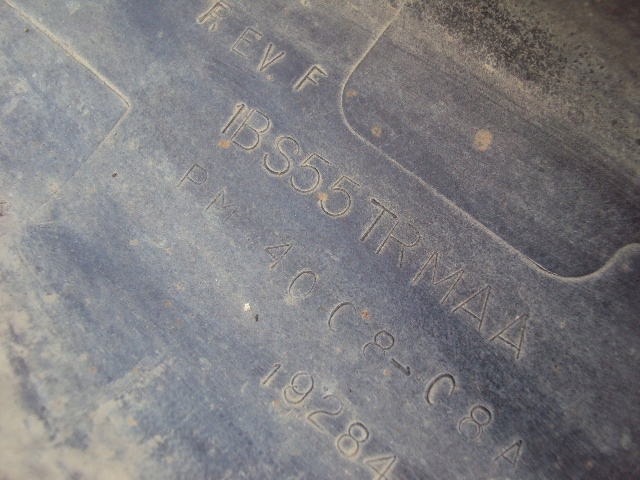 REV F
1BS55TRMAA
PM 40C8-C8A
19284